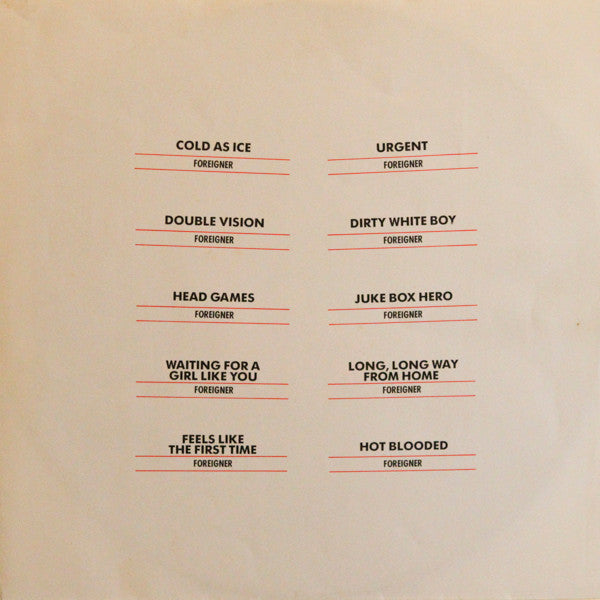 COLD AS ICE
FOREIGNER
DOUBLE VISION
FOREIGNER
HEAD GAMES
FOREIGNER
WAITING FOR A
GIRL LIKE YOU
FOREIGNER
FEELS LIKE
THE FIRST TIME
FOREIGNER
URGENT
FOREIGNER
DIRTY WHITE BOY
FOREIGNER
JUKE BOX HERO
FOREIGNER
LONG, LONG WAY
FROM HOME
FOREIGNER
HOT BLOODED
FOREIGNER